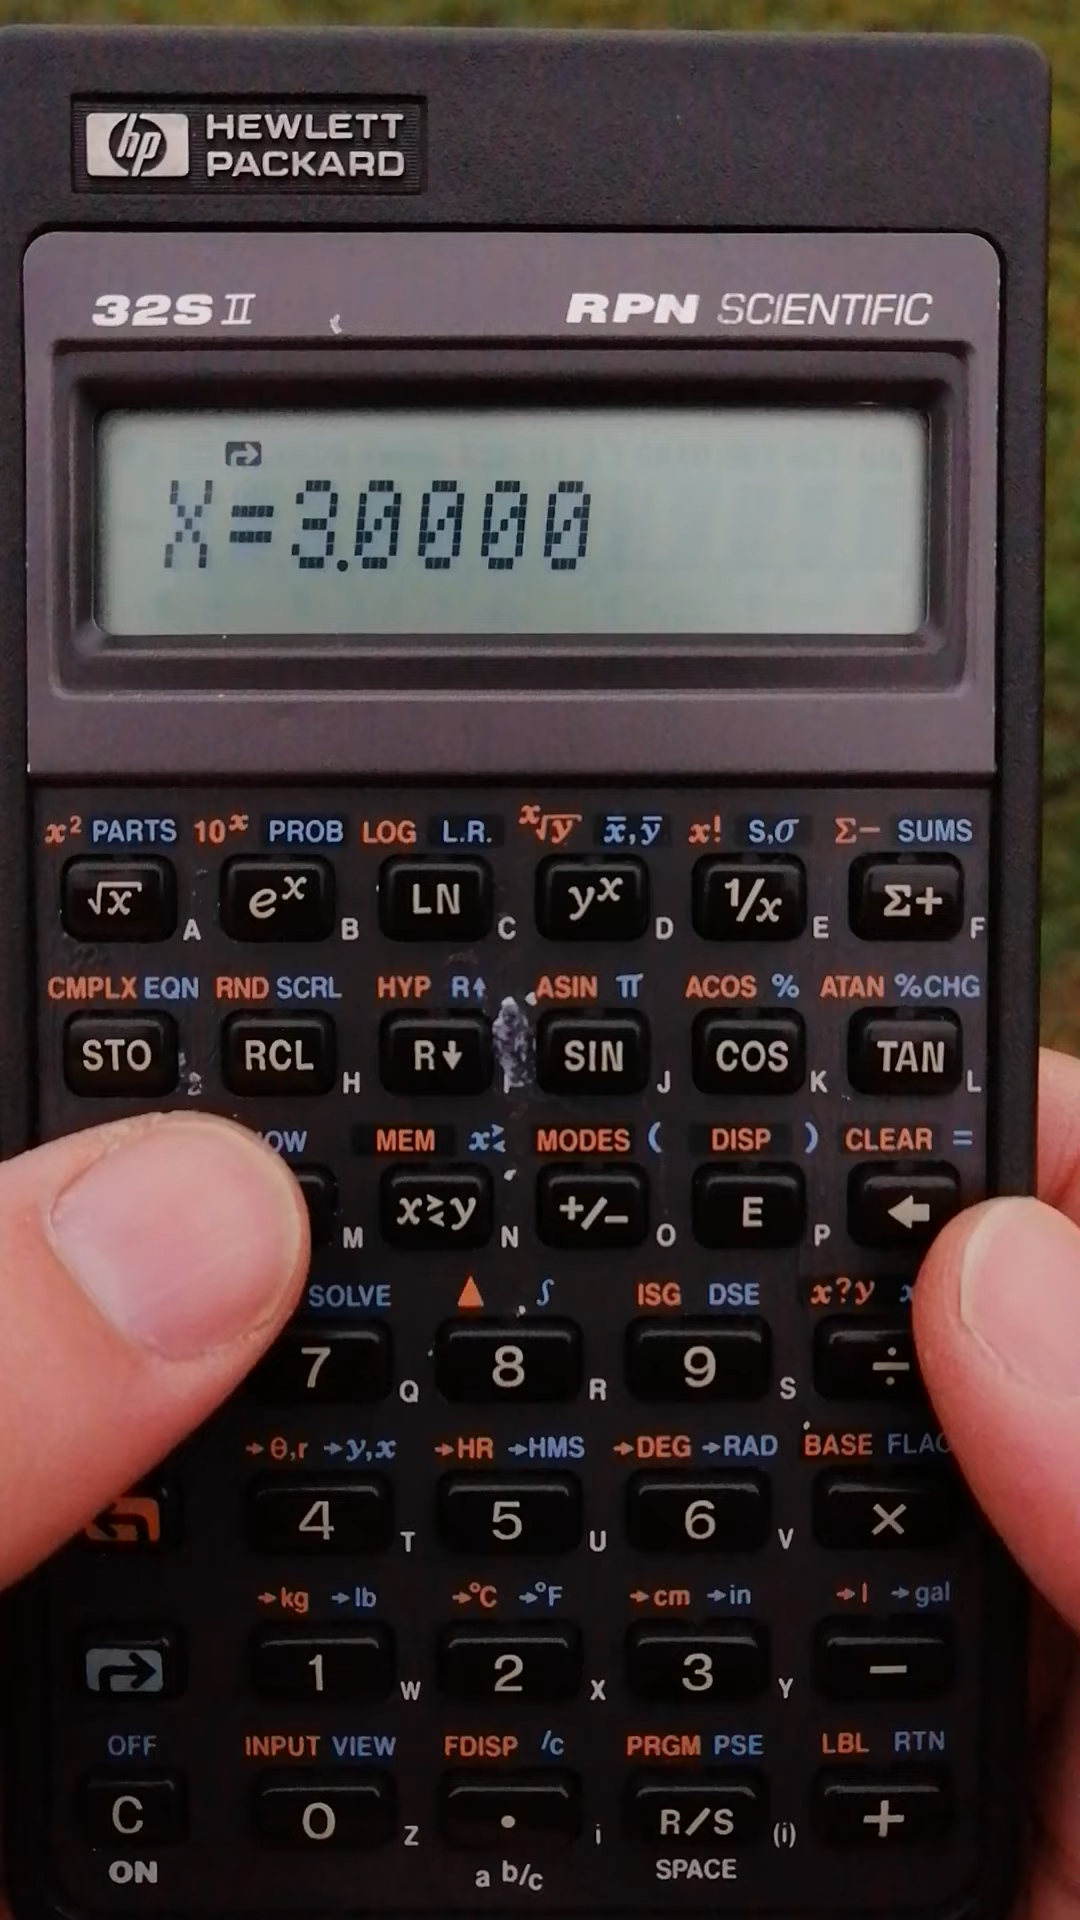 hp HEWLETT
PACKARD
32SII RPN SCIENTIFIC
X=3.0000
x² PARTS 10ˣ PROB LOG L.R. ˣ√y x̄,ȳ x! S,σ Σ− SUMS
√x A eˣ B LN C yˣ D 1/x E Σ+ F
CMPLX EQN RND SCRL HYP R↑ ASIN π ACOS % ATAN %CHG
STO RCL H R↓ SIN J COS K TAN L
MEM x≷ MODES ( DISP ) CLEAR =
M x≷y N +/− O E P ←
SOLVE ▲ ∫ ISG DSE x?y
7 Q 8 R 9 S ÷
→θ,r →y,x →HR →HMS →DEG →RAD BASE
4 T 5 U 6 V ×
→kg →lb →°C →°F →cm →in →l →gal
1 W 2 X 3 Y −
OFF INPUT VIEW FDISP /c PRGM PSE LBL RTN
C 0 Z . i R/S (i) +
ON a b/c SPACE